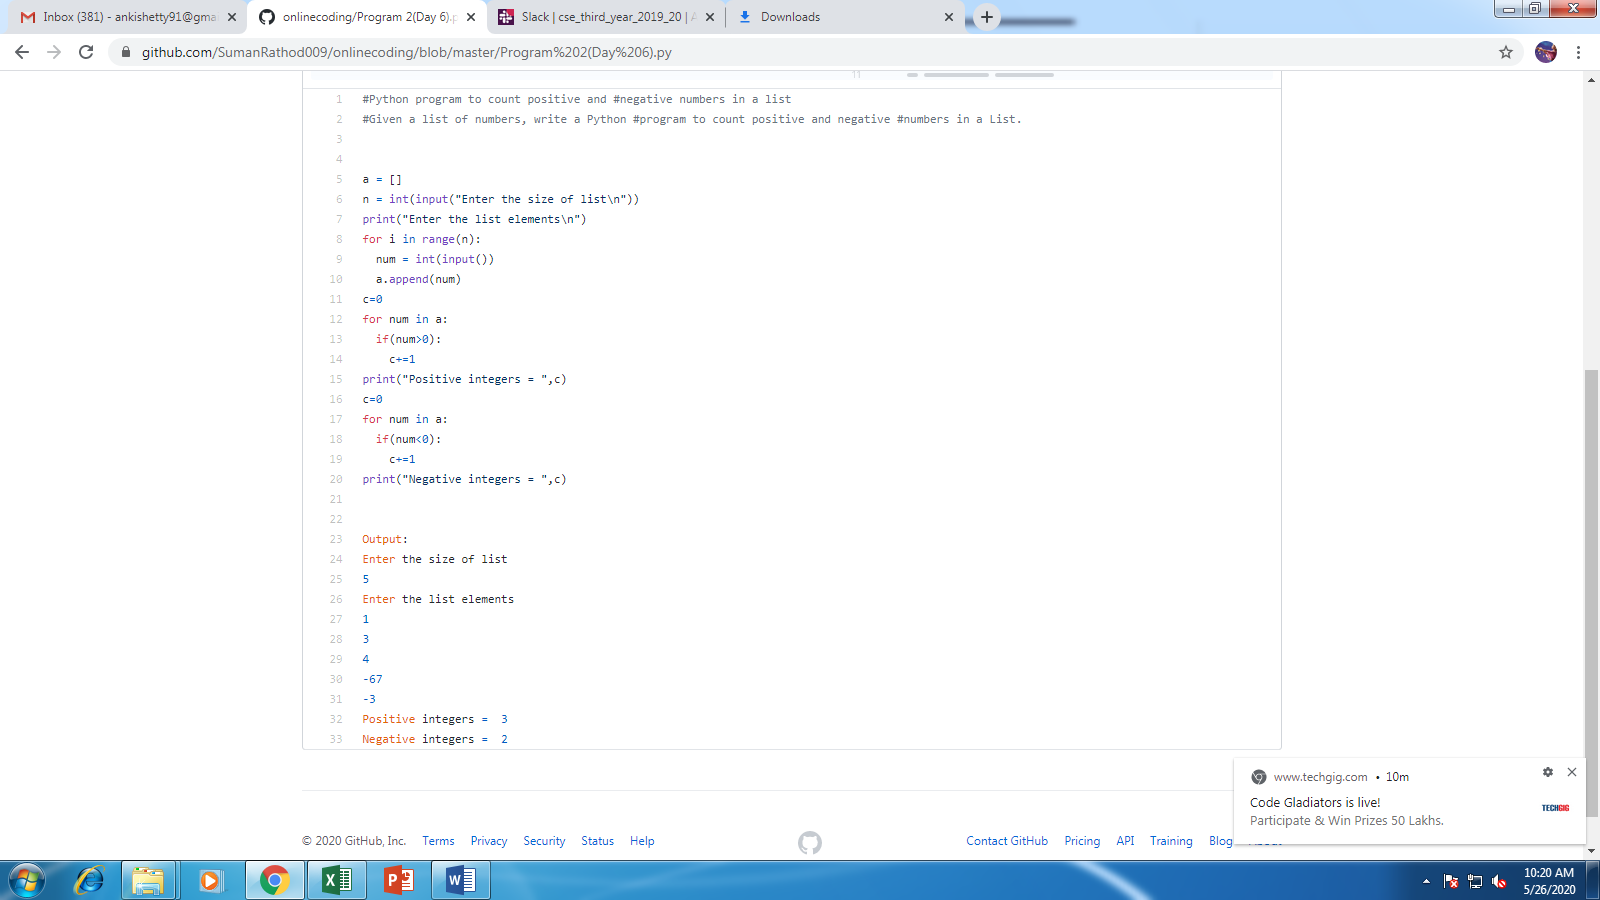 Inbox (381) - ankishetty91@gma
onlinecoding/Program 2(Day 6).p
Slack | cse_third_year_2019_20 |
Downloads
github.com/SumanRathod009/onlinecoding/blob/master/Program%202(Day%206).py
1 #Python program to count positive and #negative numbers in a list
2 #Given a list of numbers, write a Python #program to count positive and negative #numbers in a List.
3
4
5 a = []
6 n = int(input("Enter the size of list\n"))
7 print("Enter the list elements\n")
8 for i in range(n):
9 num = int(input())
10 a.append(num)
11 c=0
12 for num in a:
13 if(num>0):
14 c+=1
15 print("Positive integers = ",c)
16 c=0
17 for num in a:
18 if(num<0):
19 c+=1
20 print("Negative integers = ",c)
21
22
23 Output:
24 Enter the size of list
25 5
26 Enter the list elements
27 1
28 3
29 4
30 -67
31 -3
32 Positive integers =  3
33 Negative integers =  2
www.techgig.com • 10m
Code Gladiators is live!
TECHGIG
Participate & Win Prizes 50 Lakhs.
© 2020 GitHub, Inc. Terms Privacy Security Status Help Contact GitHub Pricing API Training Blog
10:20 AM
5/26/2020